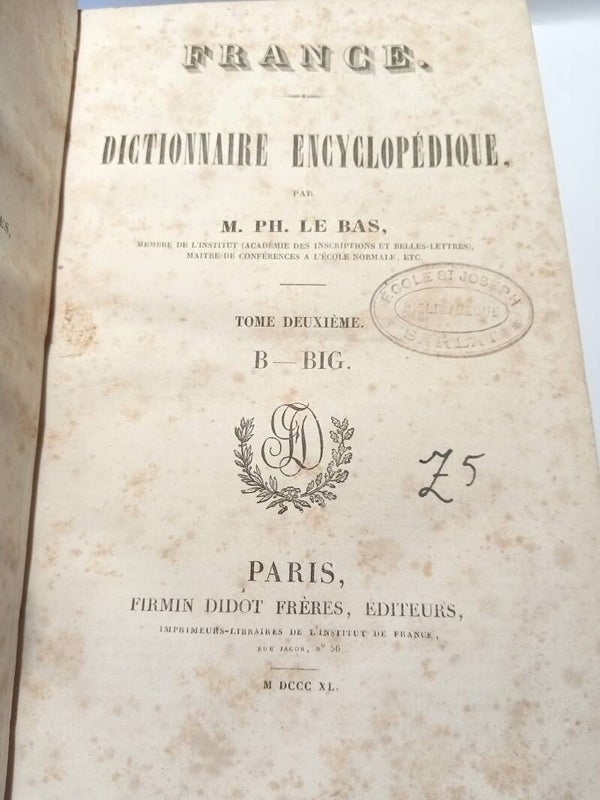 FRANCE.
DICTIONNAIRE ENCYCLOPÉDIQUE,
PAR
M. PH. LE BAS,
MEMBRE DE L'INSTITUT (ACADÉMIE DES INSCRIPTIONS ET BELLES-LETTRES),
MAITRE DE CONFÉRENCES A L'ÉCOLE NORMALE, ETC.
TOME DEUXIÈME.
B—BIG.
ÉCOLE ST JOSEPH
BIBLIOTHÈQUE
SARLAT
FD
Z5
PARIS,
FIRMIN DIDOT FRÈRES, ÉDITEURS,
IMPRIMEURS-LIBRAIRES DE L'INSTITUT DE FRANCE,
RUE JACOB, N° 56
M DCCC XL.